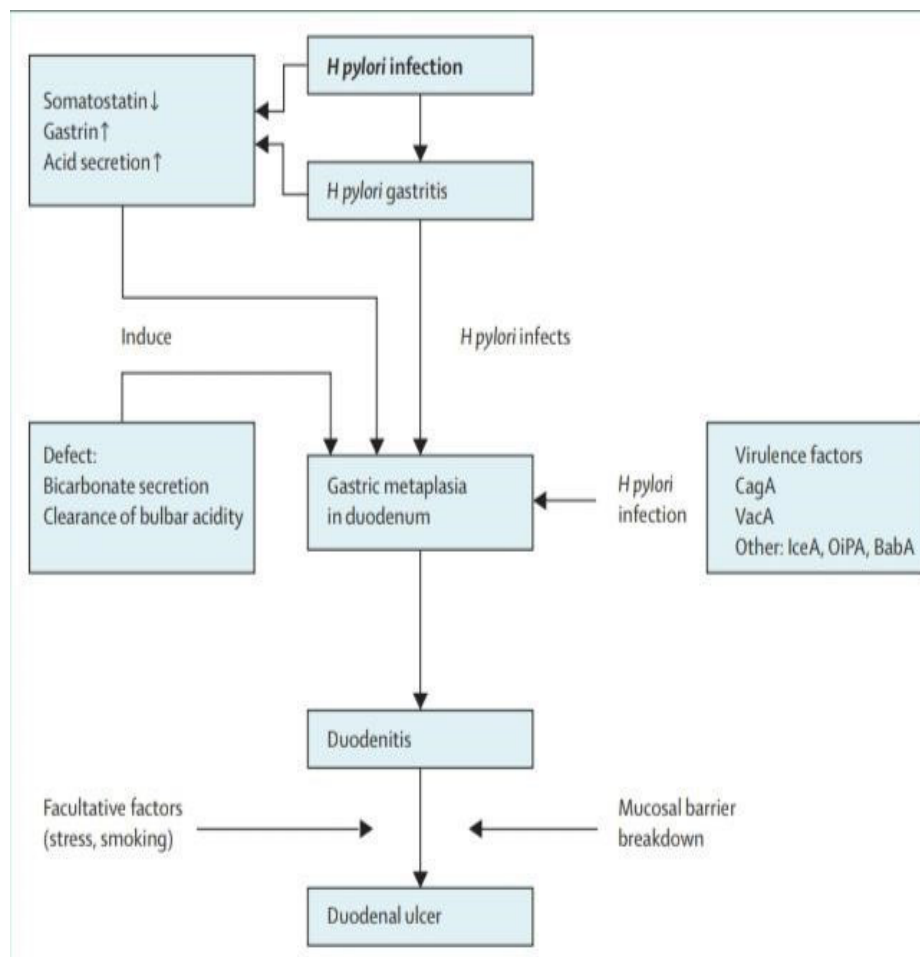 H pylori infection
Somatostatin↓
Gastrin↑
Acid secretion↑
H pylori gastritis
Induce
H pylori infects
Defect:
Bicarbonate secretion
Clearance of bulbar acidity
Gastric metaplasia
in duodenum
H pylori
infection
Virulence factors
CagA
VacA
Other: IceA, OiPA, BabA
Duodenitis
Facultative factors
(stress, smoking)
Mucosal barrier
breakdown
Duodenal ulcer